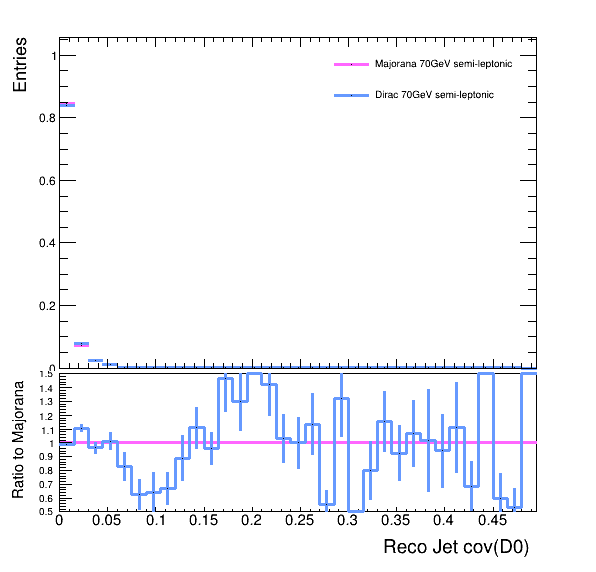 Entries
1
0.8
0.6
0.4
0.2
0
Majorana 70GeV semi-leptonic
Dirac 70GeV semi-leptonic
Ratio to Majorana
1.5
1.4
1.3
1.2
1.1
1
0.9
0.8
0.7
0.6
0.5
0 0.05 0.1 0.15 0.2 0.25 0.3 0.35 0.4 0.45
Reco Jet cov(D0)